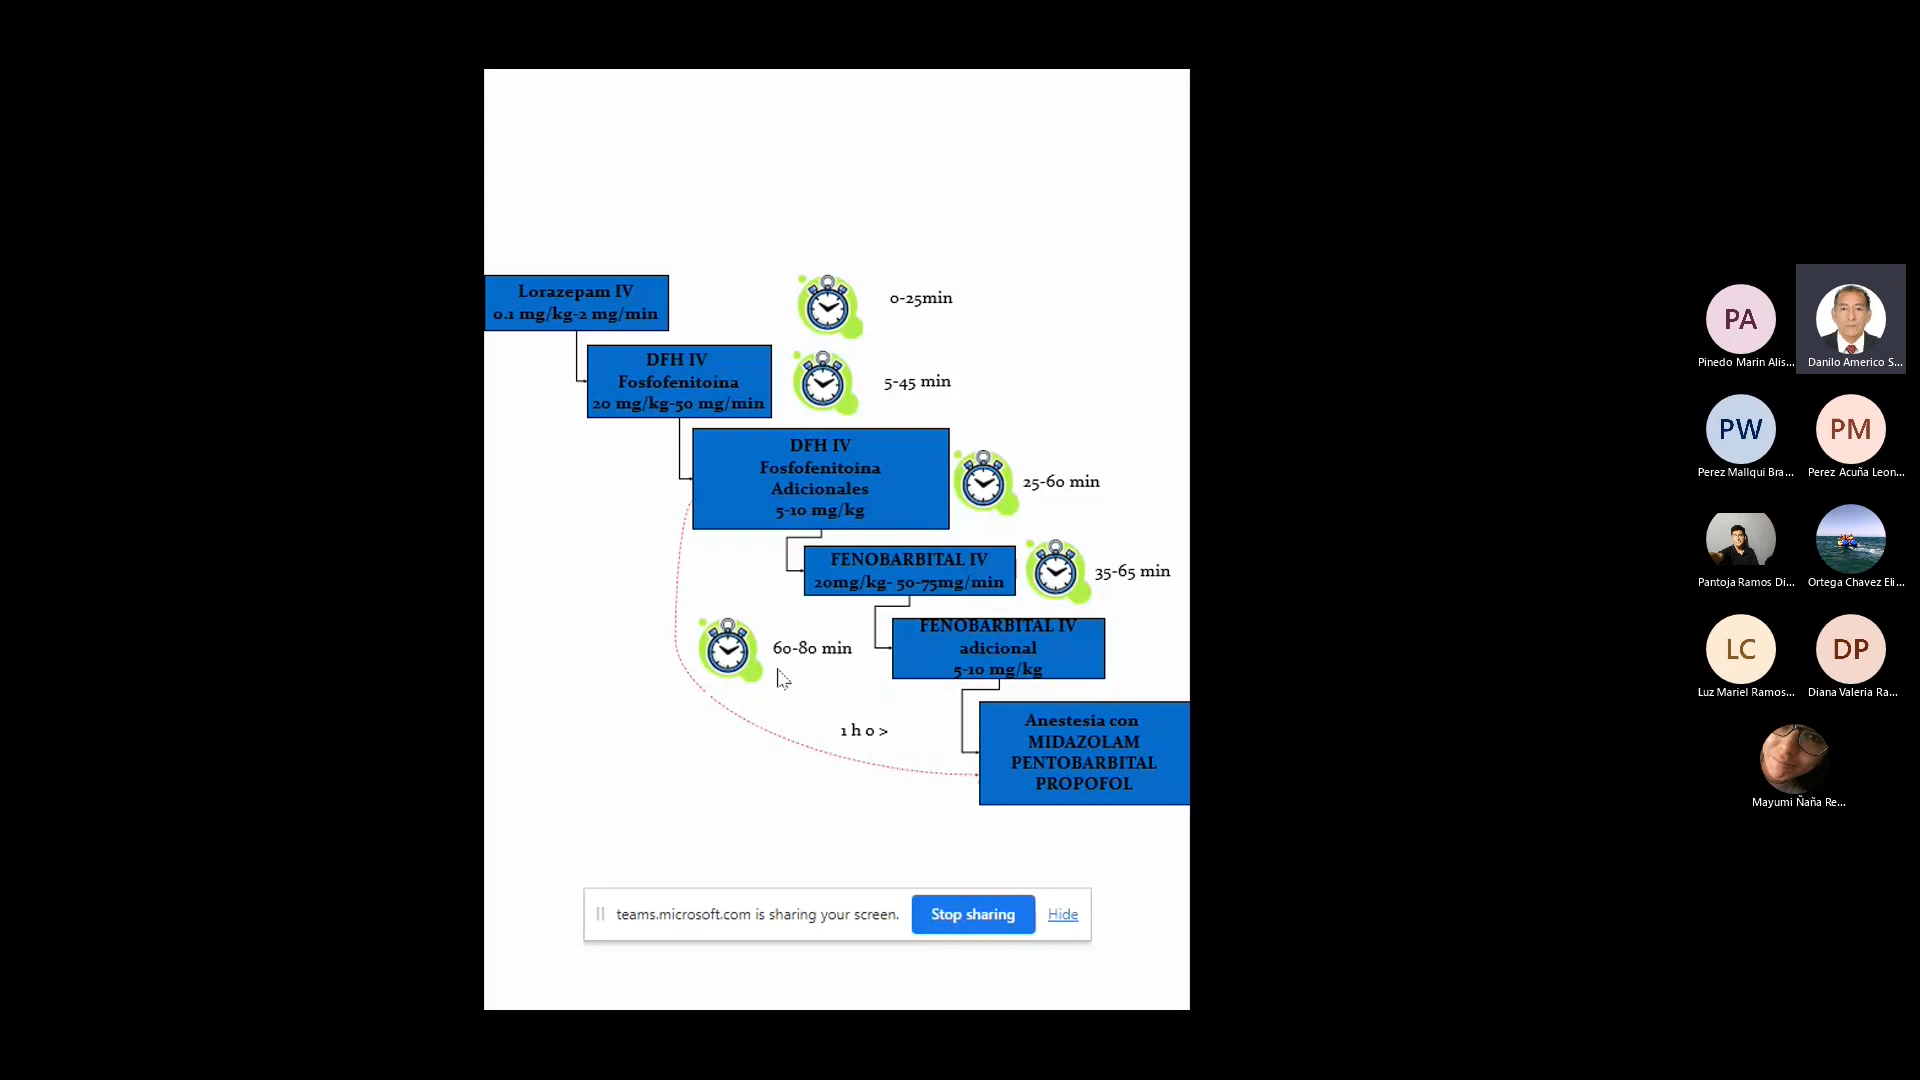 Lorazepam IV
0.1 mg/kg-2 mg/min
0-25min
DFH IV
Fosfofenitoína
20 mg/kg-50 mg/min
5-45 min
DFH IV
Fosfofenitoina
Adicionales
5-10 mg/kg
25-60 min
FENOBARBITAL IV
20mg/kg- 50-75mg/min
35-65 min
FENOBARBITAL IV
adicional
5-10 mg/kg
60-80 min
1 h o >
Anestesia con
MIDAZOLAM
PENTOBARBITAL
PROPOFOL
teams.microsoft.com is sharing your screen.
Stop sharing
Hide
PA
Pinedo Marin Alis...
Danilo Americo S...
PW
Perez Mallqui Bra...
PM
Perez Acuña Leon...
Pantoja Ramos Di...
Ortega Chavez Eli...
LC
Luz Mariel Ramos...
DP
Diana Valeria Ra...
Mayumi Ñaña Re...